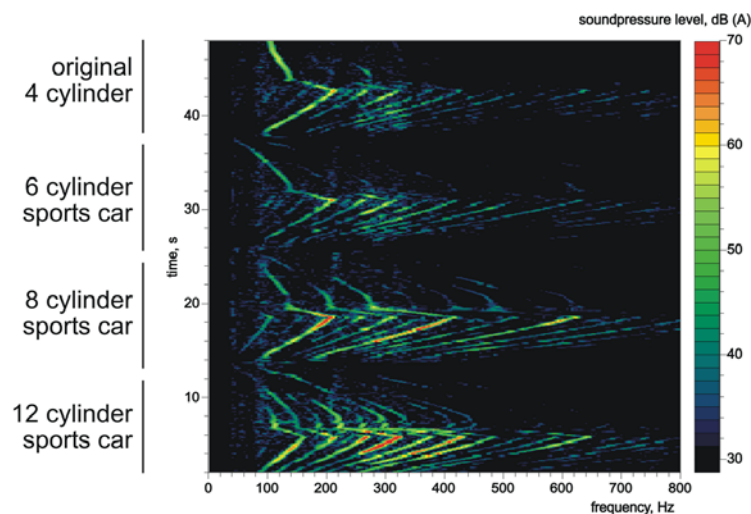 soundpressure level, dB (A)
70
60
50
40
30
original
4 cylinder
6 cylinder
sports car
8 cylinder
sports car
12 cylinder
sports car
time, s
40
30
20
10
0
100
200
300
400
500
600
700
800
frequency, Hz